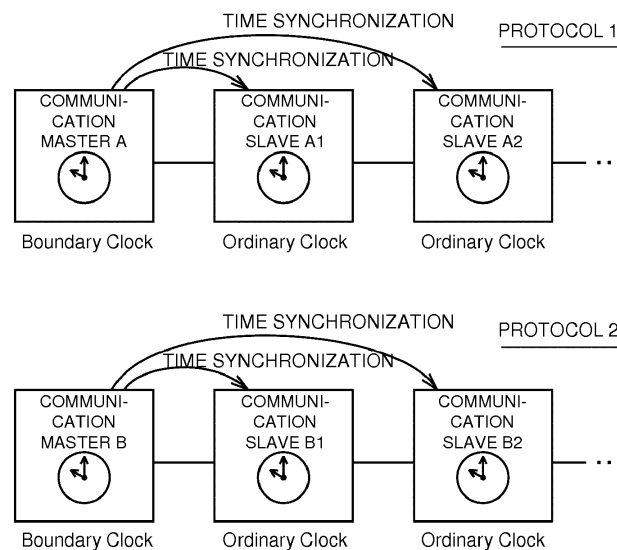 TIME SYNCHRONIZATION
PROTOCOL 1
TIME SYNCHRONIZATION
COMMUNI-
CATION
MASTER A
COMMUNI-
CATION
SLAVE A1
COMMUNI-
CATION
SLAVE A2
Boundary Clock
Ordinary Clock
Ordinary Clock
TIME SYNCHRONIZATION
PROTOCOL 2
TIME SYNCHRONIZATION
COMMUNI-
CATION
MASTER B
COMMUNI-
CATION
SLAVE B1
COMMUNI-
CATION
SLAVE B2
Boundary Clock
Ordinary Clock
Ordinary Clock